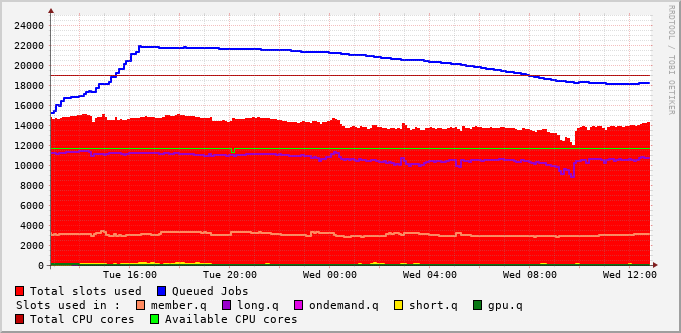 24000
22000
20000
18000
16000
14000
12000
10000
8000
6000
4000
2000
0
Tue 16:00 Tue 20:00 Wed 00:00 Wed 04:00 Wed 08:00 Wed 12:00
RRDTOOL / TOBI OETIKER
Total slots used Queued Jobs
Slots used in : member.q long.q ondemand.q short.q gpu.q
Total CPU cores Available CPU cores